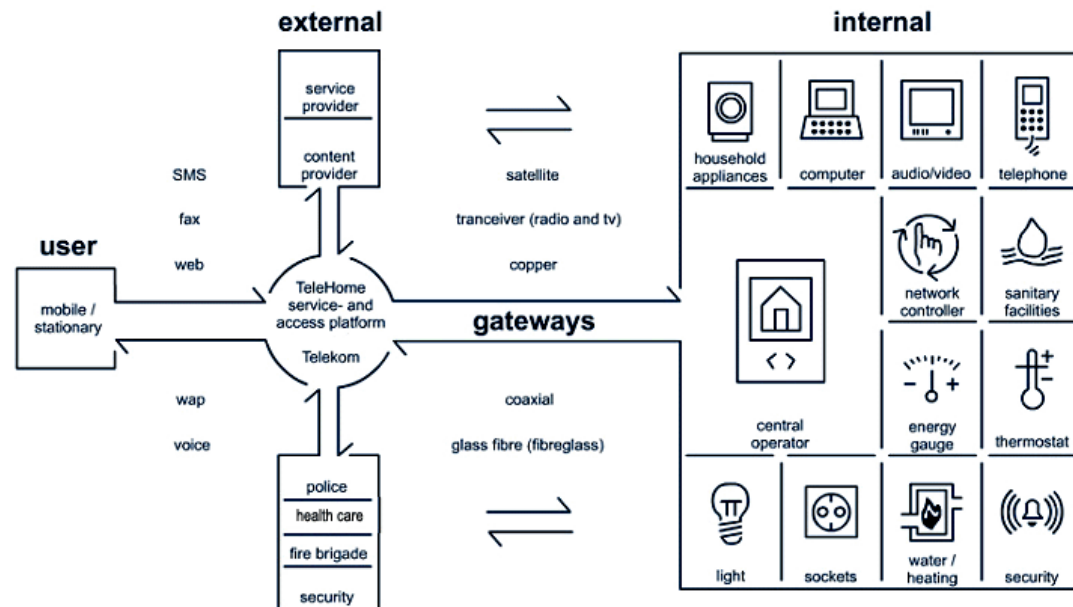 external
internal
service
provider
content
provider
SMS
fax
web
satellite
tranceiver (radio and tv)
copper
user
mobile /
stationary
TeleHome
service- and
access platform
Telekom
gateways
wap
voice
coaxial
glass fibre (fibreglass)
police
health care
fire brigade
security
household
appliances
computer
audio/video
telephone
network
controller
sanitary
facilities
central
operator
energy
gauge
thermostat
light
sockets
water /
heating
security